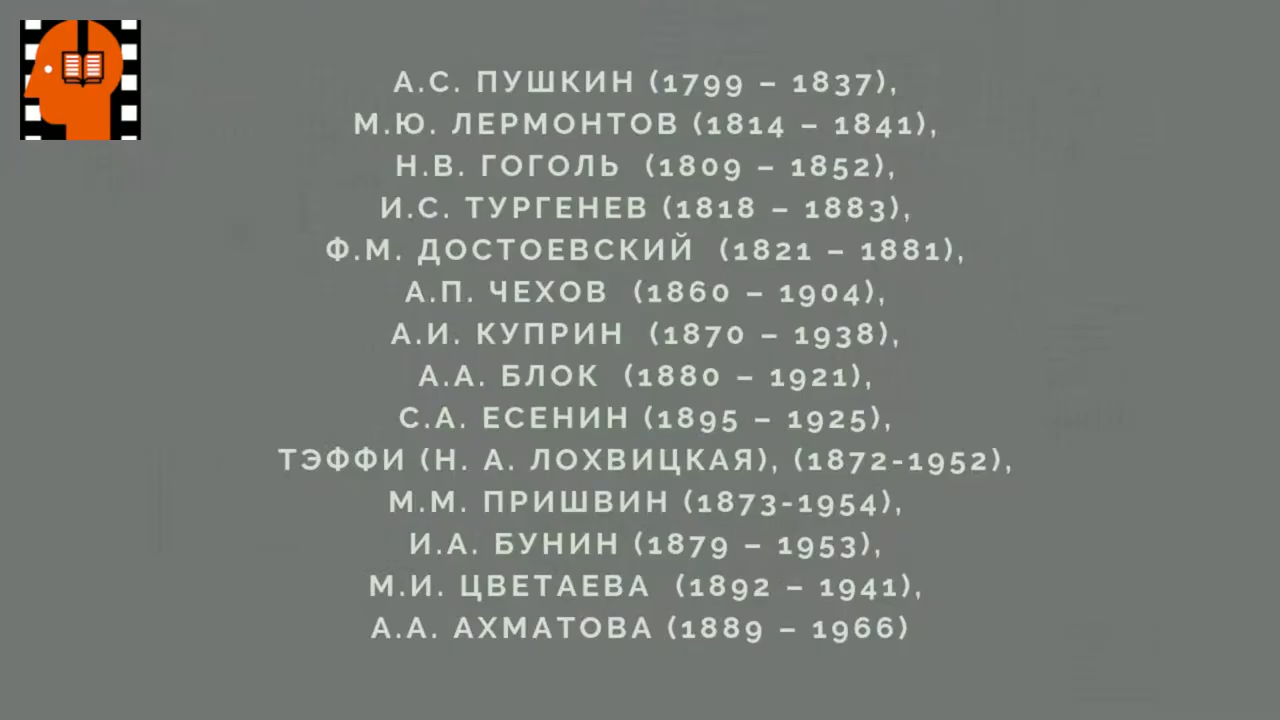 А.С. ПУШКИН (1799 – 1837),
М.Ю. ЛЕРМОНТОВ (1814 – 1841),
Н.В. ГОГОЛЬ (1809 – 1852),
И.С. ТУРГЕНЕВ (1818 – 1883),
Ф.М. ДОСТОЕВСКИЙ (1821 – 1881),
А.П. ЧЕХОВ (1860 – 1904),
А.И. КУПРИН (1870 – 1938),
А.А. БЛОК (1880 – 1921),
С.А. ЕСЕНИН (1895 – 1925),
ТЭФФИ (Н. А. ЛОХВИЦКАЯ), (1872-1952),
М.М. ПРИШВИН (1873-1954),
И.А. БУНИН (1879 – 1953),
М.И. ЦВЕТАЕВА (1892 – 1941),
А.А. АХМАТОВА (1889 – 1966)